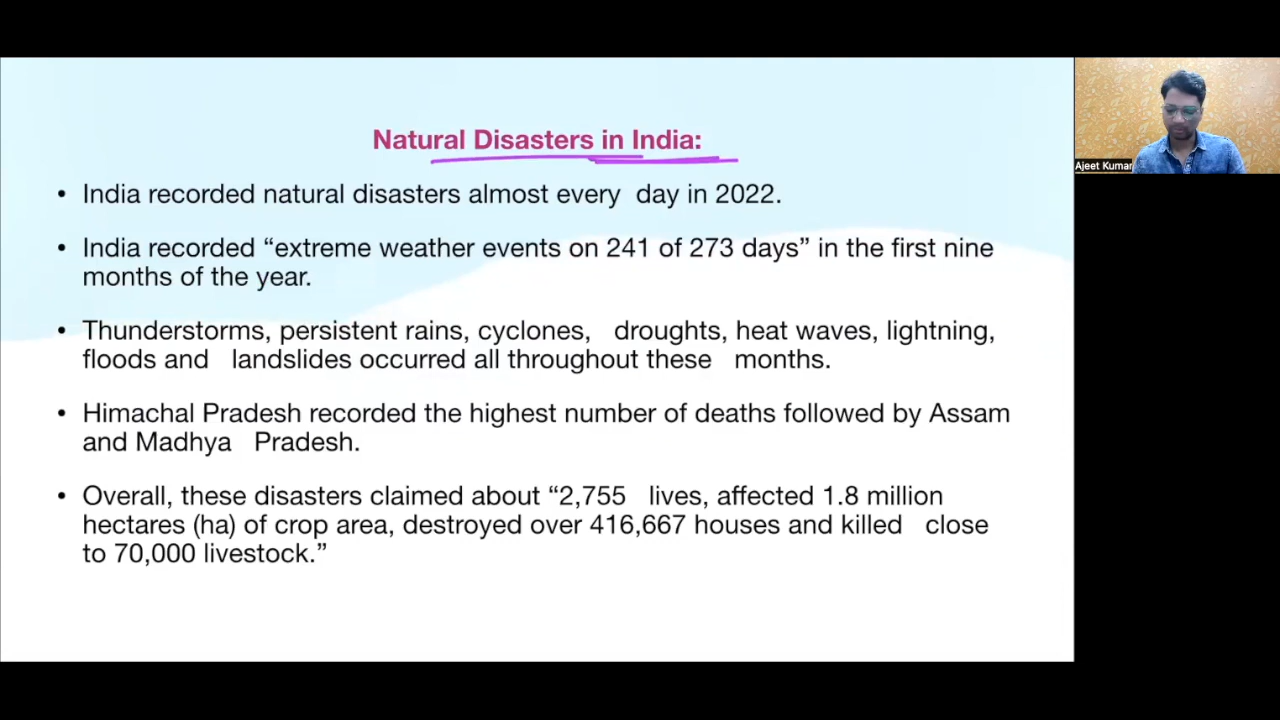 Natural Disasters in India:
• India recorded natural disasters almost every day in 2022.
• India recorded “extreme weather events on 241 of 273 days” in the first nine
months of the year.
• Thunderstorms, persistent rains, cyclones, droughts, heat waves, lightning,
floods and landslides occurred all throughout these months.
• Himachal Pradesh recorded the highest number of deaths followed by Assam
and Madhya Pradesh.
• Overall, these disasters claimed about “2,755 lives, affected 1.8 million
hectares (ha) of crop area, destroyed over 416,667 houses and killed close
to 70,000 livestock.”
Ajeet Kumar